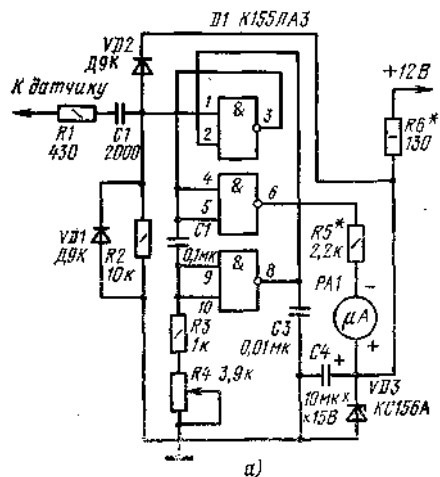 D1 К155ЛА3
VD2
Д9К
К датчику
+12В
R1
430
C1
2000
1
2
&
3
R6*
130
4
5
&
6
C1
0,1мк
R5*
2,2к
VD1
Д9К
R2
10к
9
10
&
8
PA1
-
μA
+
R3
1к
C3
0,01мк
C4
+
R4 3,9к
10мк×
×15В
VD3
КС156А
а)